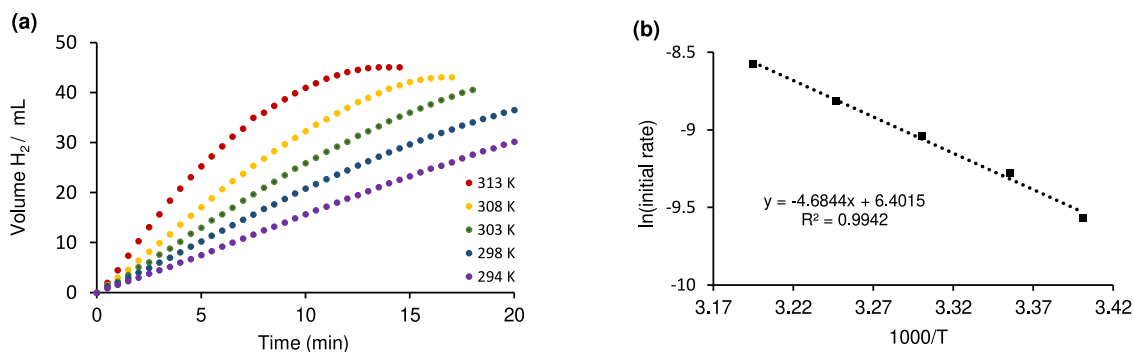 (a)
50
40
30
20
10
0
Volume H₂/ mL
0
5
10
15
20
Time (min)
313 K
308 K
303 K
298 K
294 K
(b)
-8.5
-9
-9.5
-10
ln(initial rate)
y = -4.6844x + 6.4015
R² = 0.9942
3.17
3.22
3.27
3.32
3.37
3.42
1000/T